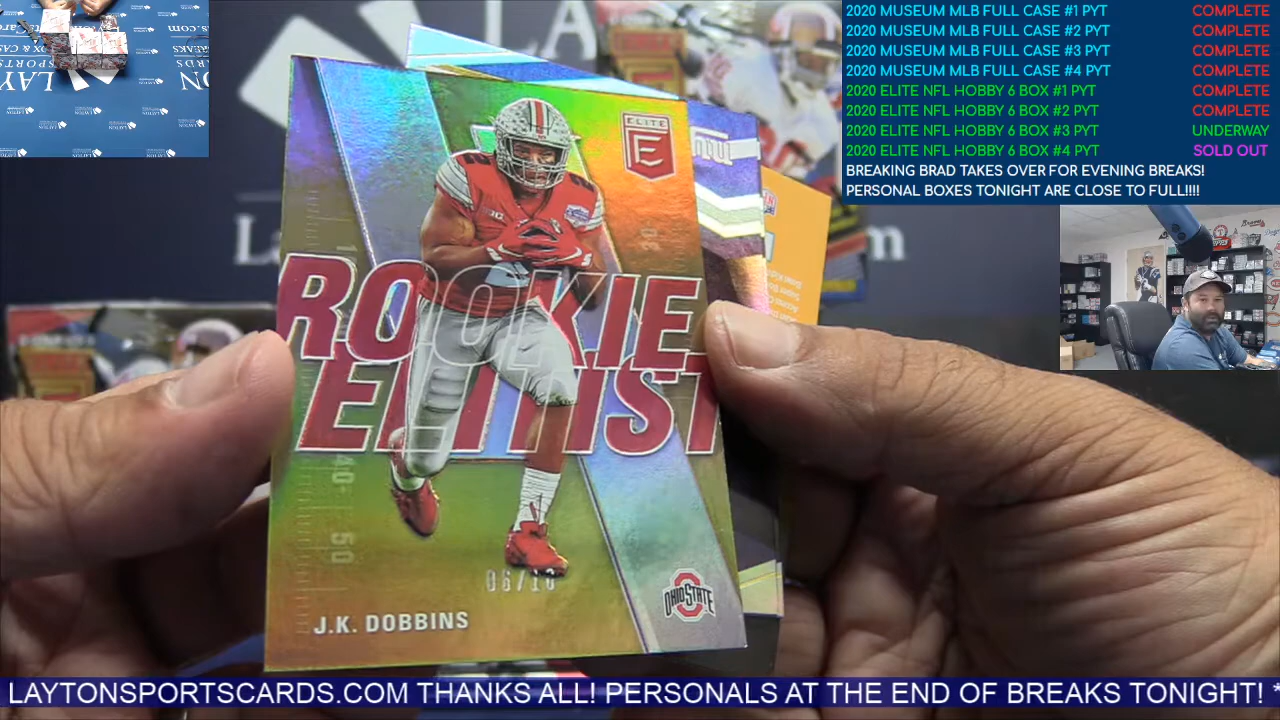 2020 MUSEUM MLB FULL CASE #1 PYT COMPLETE
2020 MUSEUM MLB FULL CASE #2 PYT COMPLETE
2020 MUSEUM MLB FULL CASE #3 PYT COMPLETE
2020 MUSEUM MLB FULL CASE #4 PYT COMPLETE
2020 ELITE NFL HOBBY 6 BOX #1 PYT COMPLETE
2020 ELITE NFL HOBBY 6 BOX #2 PYT COMPLETE
2020 ELITE NFL HOBBY 6 BOX #3 PYT UNDERWAY
2020 ELITE NFL HOBBY 6 BOX #4 PYT SOLD OUT
BREAKING BRAD TAKES OVER FOR EVENING BREAKS!
PERSONAL BOXES TONIGHT ARE CLOSE TO FULL!!!!
ELITE
E
ROOKIE
ELITIST
40
50
06/10
OHIO STATE
J.K. DOBBINS
LAYTONSPORTSCARDS.COM THANKS ALL! PERSONALS AT THE END OF BREAKS TONIGHT! *